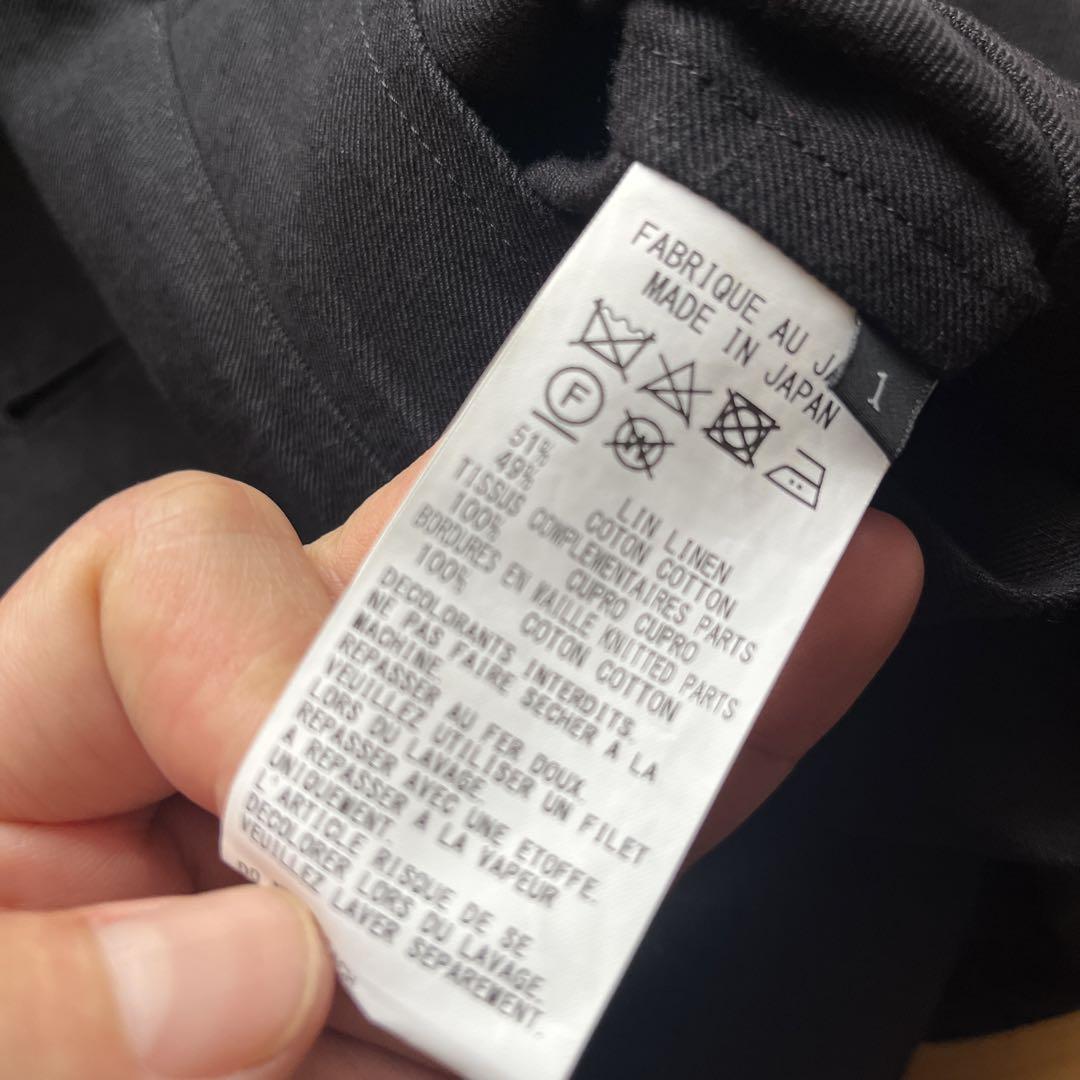 FABRIQUE AU JA
MADE IN JAPAN
1
F
W
51% LIN LINEN
49% COTON COTTON
TISSUS COMPLEMENTAIRES PARTS
100% CUPRO CUPRO
BORDURES EN MAILLE KNITTED PARTS
100% COTON COTTON
DECOLORANTS INTERDITS.
NE PAS FAIRE SECHER A LA
MACHINE.
REPASSER AU FER DOUX.
VEUILLEZ UTILISER UN FILET
LORS DU LAVAGE.
REPASSER AVEC UNE ETOFFE.
A REPASSER A LA VAPEUR
UNIQUEMENT.
L'ARTICLE RISQUE DE SE
DECOLORER LORS DU LAVAGE.
VEUILLEZ LAVER SEPAREMENT.